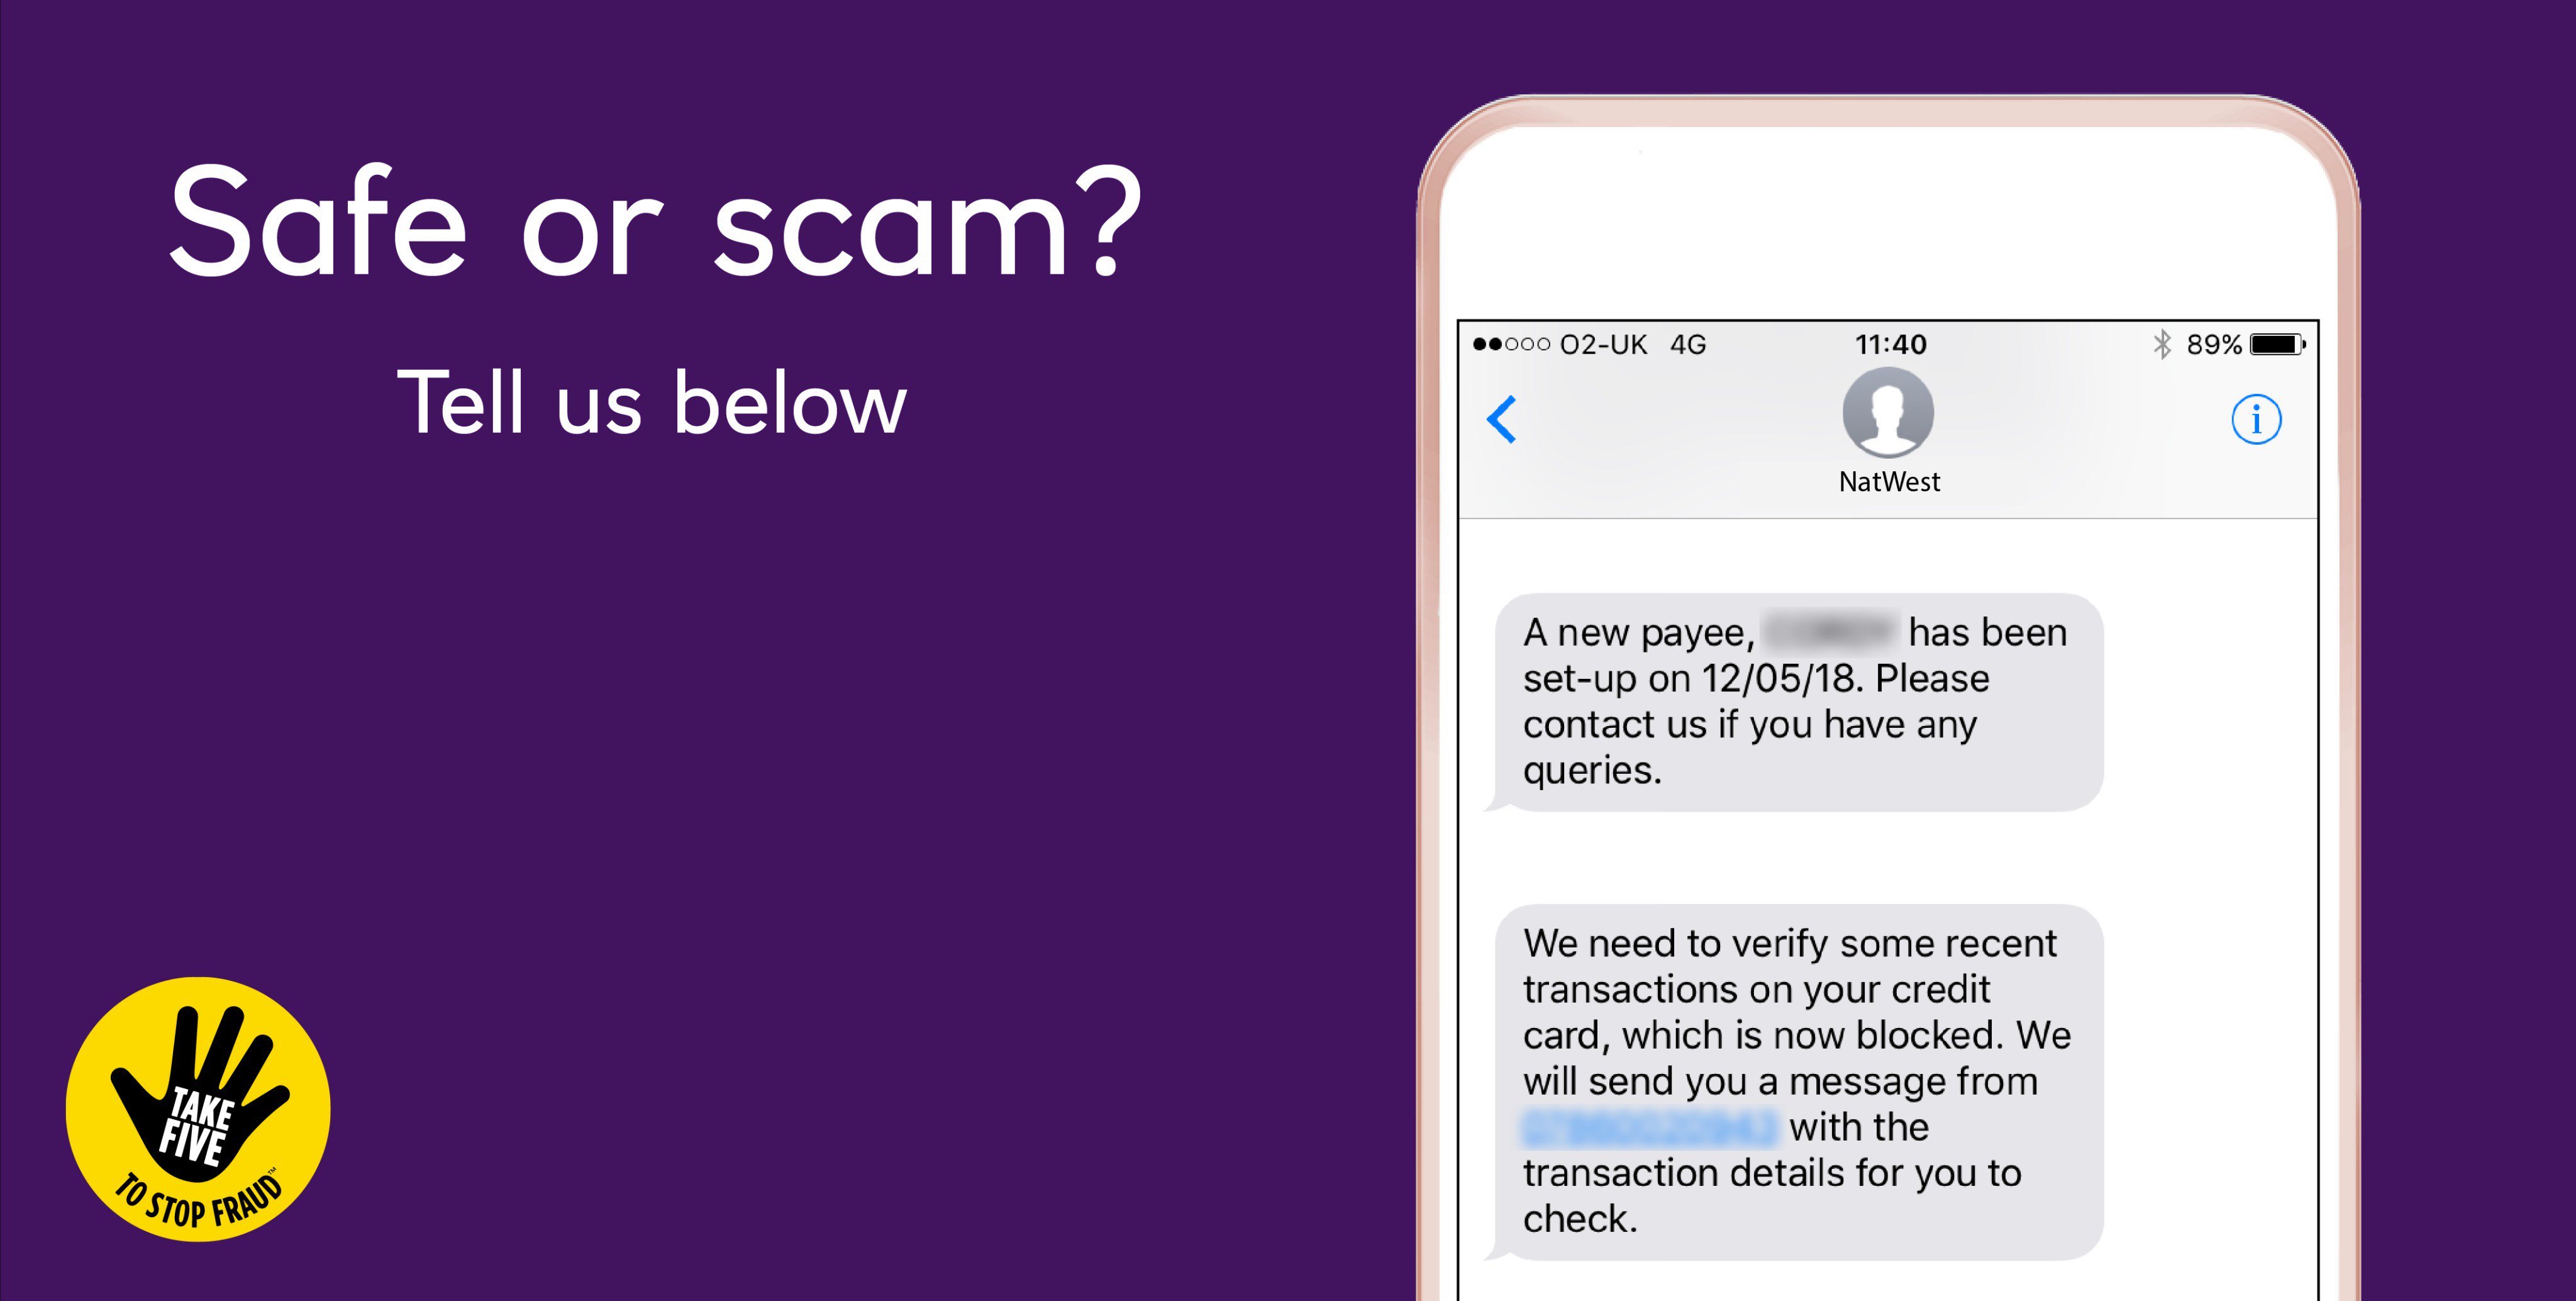 Safe or scam?
Tell us below
TAKE
FIVE
TO STOP FRAUD™
O2-UK 4G 11:40 89%
NatWest
A new payee, has been
set-up on 12/05/18. Please
contact us if you have any
queries.
We need to verify some recent
transactions on your credit
card, which is now blocked. We
will send you a message from
with the
transaction details for you to
check.